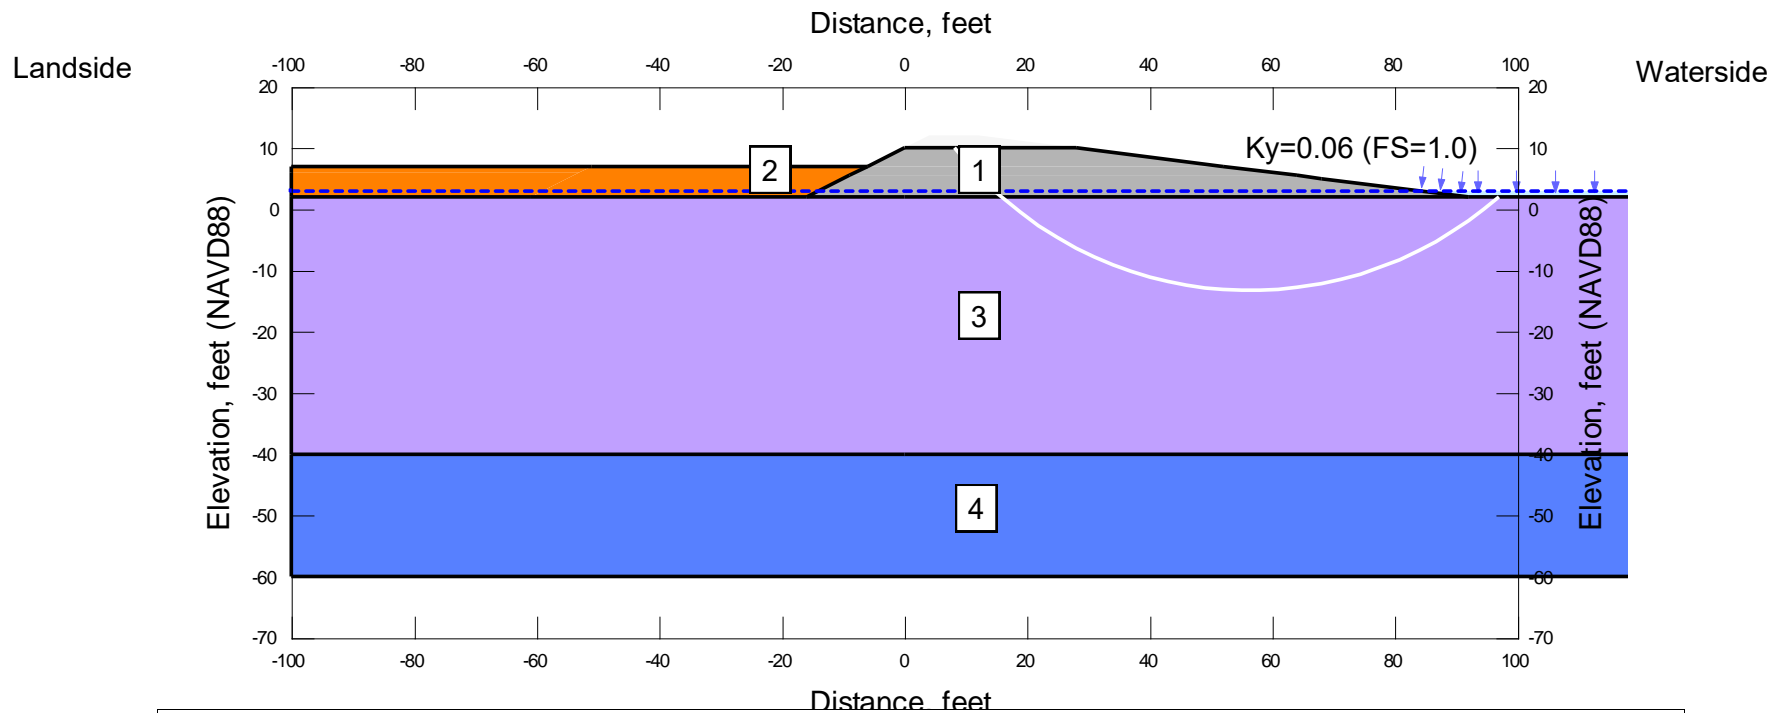 Distance, feet
Landside
-100 -80 -60 -40 -20 0 20 40 60 80 100
Waterside
20 20
10 10
0 0
-10 -10
-20 -20
-30 -30
-40 -40
-50 -50
-60 -60
-70 -70
Elevation, feet (NAVD88)
Elevation, feet (NAVD88)
Ky=0.06 (FS=1.0)
2
1
3
4
-100 -80 -60 -40 -20 0 20 40 60 80 100
Distance, feet